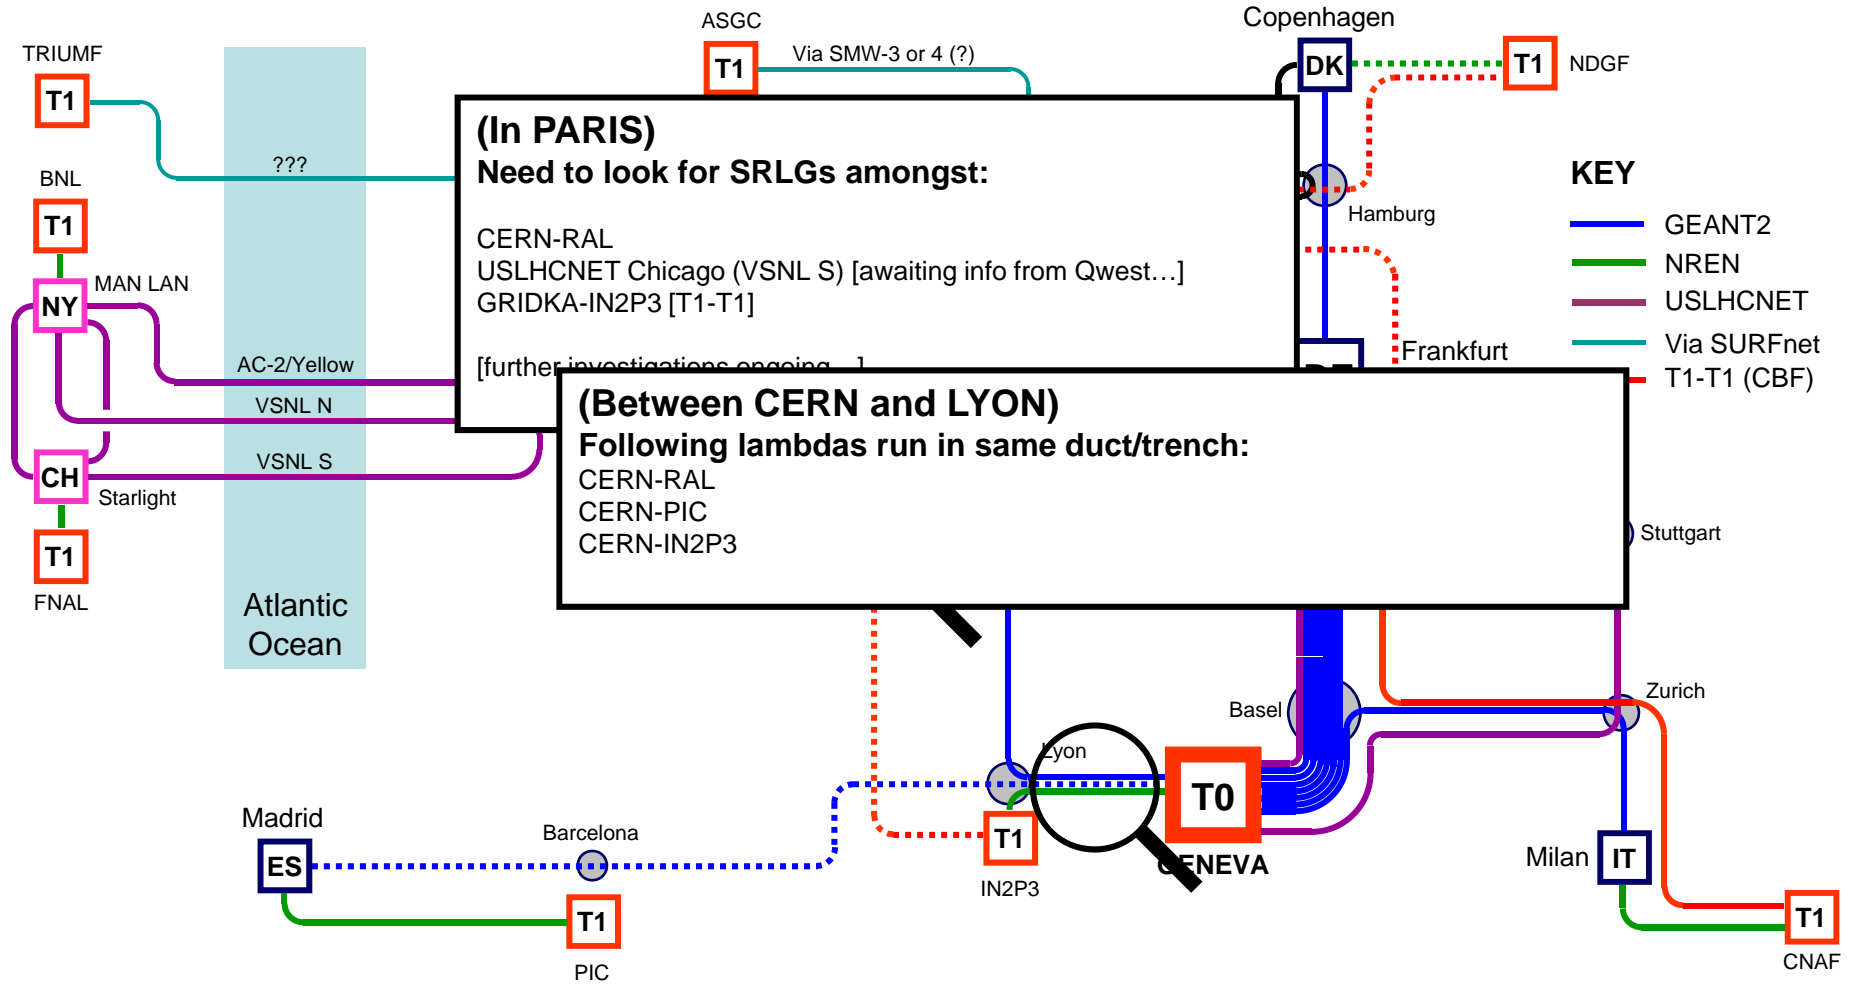 ASGC
Copenhagen
TRIUMF
Via SMW-3 or 4 (?)
T1
DK
T1
NDGF
T1
???
BNL
T1
MAN LAN
NY
AC-2/Yellow
VSNL N
VSNL S
CH
Starlight
T1
FNAL
Atlantic
Ocean
(In PARIS)
Need to look for SRLGs amongst:
CERN-RAL
USLHCNET Chicago (VSNL S) [awaiting info from Qwest…]
GRIDKA-IN2P3 [T1-T1]
[further investigations ongoing…]
Hamburg
KEY
GEANT2
NREN
USLHCNET
Via SURFnet
T1-T1 (CBF)
Frankfurt
(Between CERN and LYON)
Following lambdas run in same duct/trench:
CERN-RAL
CERN-PIC
CERN-IN2P3
Stuttgart
Basel
Zurich
Lyon
T0
GENEVA
T1
IN2P3
Madrid
ES
Barcelona
T1
PIC
Milan
IT
T1
CNAF